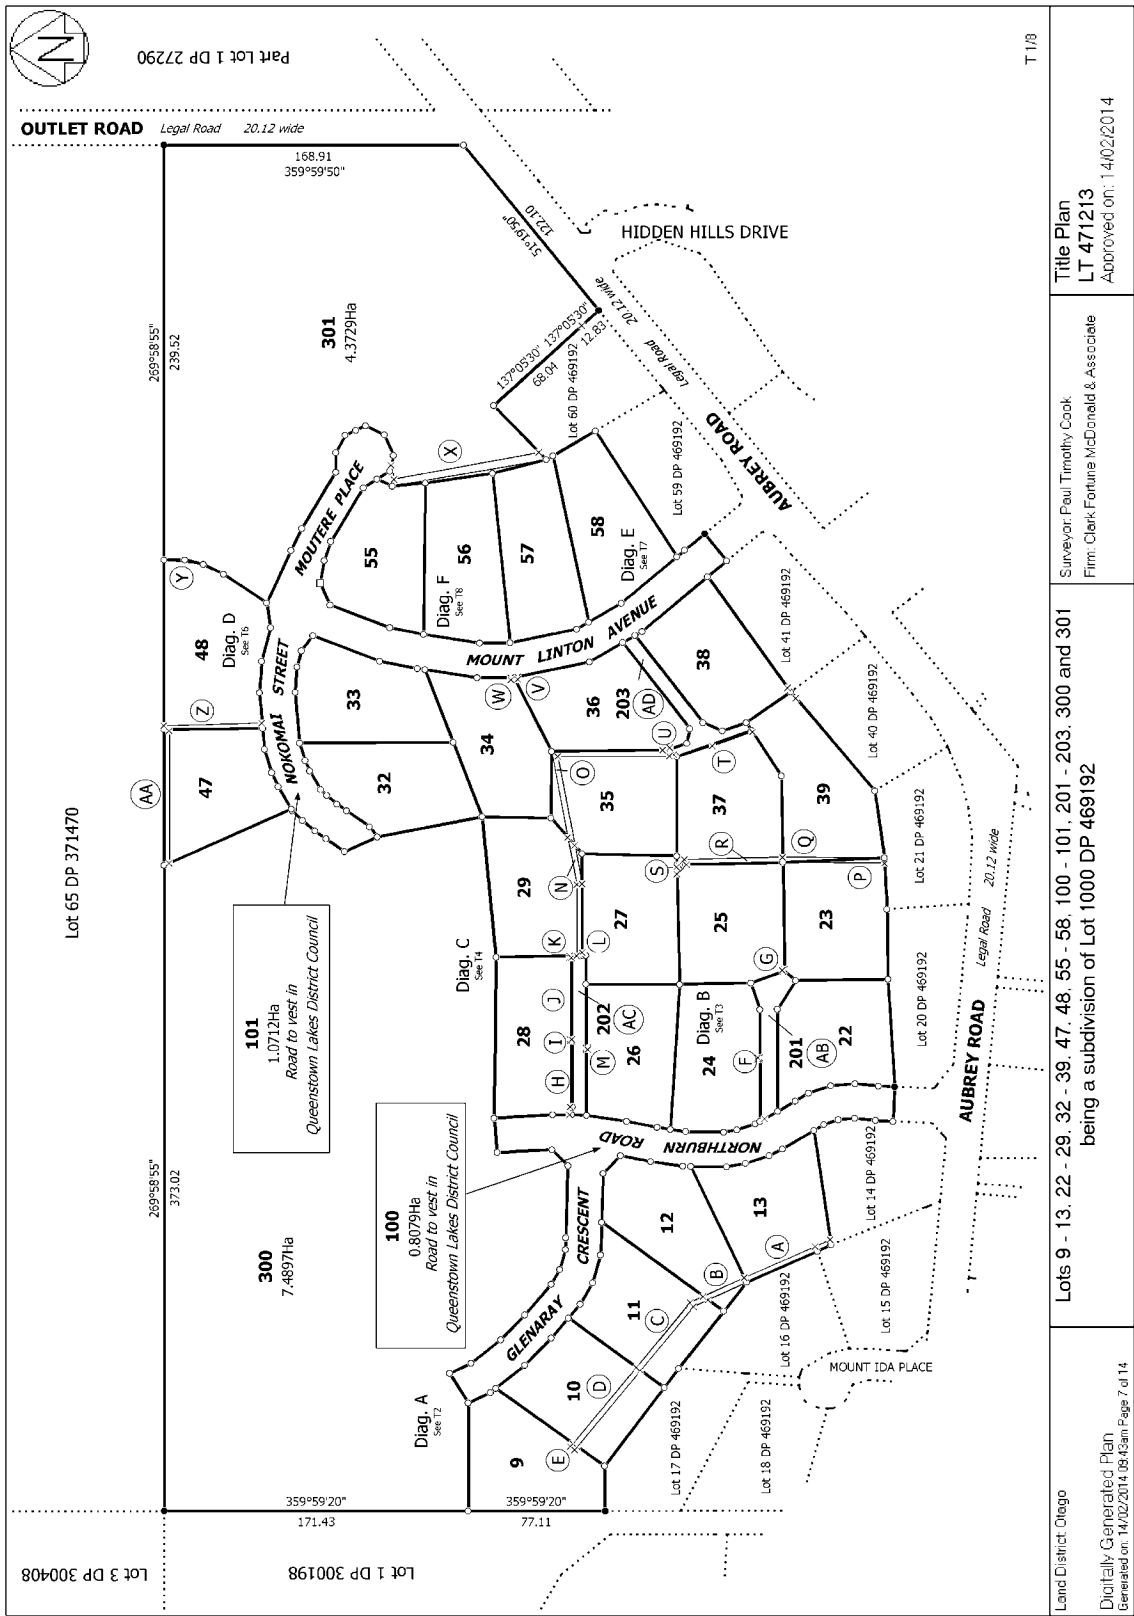 Lot 3 DP 300408
Lot 1 DP 300198
Lot 65 DP 371470
Part Lot 1 DP 27290
N
OUTLET ROAD Legal Road 20.12 wide
269°58'55"
373.02
269°58'55"
239.52
168.91
359°59'50"
51°19'50"
122.10
137°05'30" 137°05'30"
68.04 12.83
359°59'20"
171.43
359°59'20"
77.11
300
7.4897Ha
301
4.3729Ha
101
1.0712Ha
Road to vest in
Queenstown Lakes District Council
100
0.8079Ha
Road to vest in
Queenstown Lakes District Council
AA
Z
Y
47
48
Diag. D
See T6
NOKOMAI STREET
MOUTERE PLACE
X
55
56
57
58
Diag. F
See T8
Diag. E
See T7
MOUNT LINTON AVENUE
33
32
34
W
V
36
203
AD
38
U
O
35
T
37
39
R
Q
S
P
N
29
27
25
23
K
L
G
Diag. C
See T4
28
J
I
H
202
AC
M
26
24
Diag. B
See T3
F
201
AB
22
NORTHBURN ROAD
GLENARAY CRESCENT
12
13
A
B
11
C
10
D
E
9
Diag. A
See T2
Lot 17 DP 469192
Lot 18 DP 469192
Lot 16 DP 469192
Lot 15 DP 469192
Lot 14 DP 469192
MOUNT IDA PLACE
Lot 20 DP 469192
Lot 21 DP 469192
Lot 40 DP 469192
Lot 41 DP 469192
Lot 59 DP 469192
Lot 60 DP 469192
AUBREY ROAD
Legal Road 20.12 wide
AUBREY ROAD
Legal Road 20.12 wide
HIDDEN HILLS DRIVE
T 1/8
Land District: Otago
Digitally Generated Plan
Generated on: 14/02/2014 09:43am Page 7 of 14
Lots 9 - 13, 22 - 29, 32 - 39, 47, 48, 55 - 58, 100 - 101, 201 - 203, 300 and 301
being a subdivision of Lot 1000 DP 469192
Surveyor: Paul Timothy Cook
Firm: Clark Fortune McDonald & Associate
Title Plan
LT 471213
Approved on: 14/02/2014